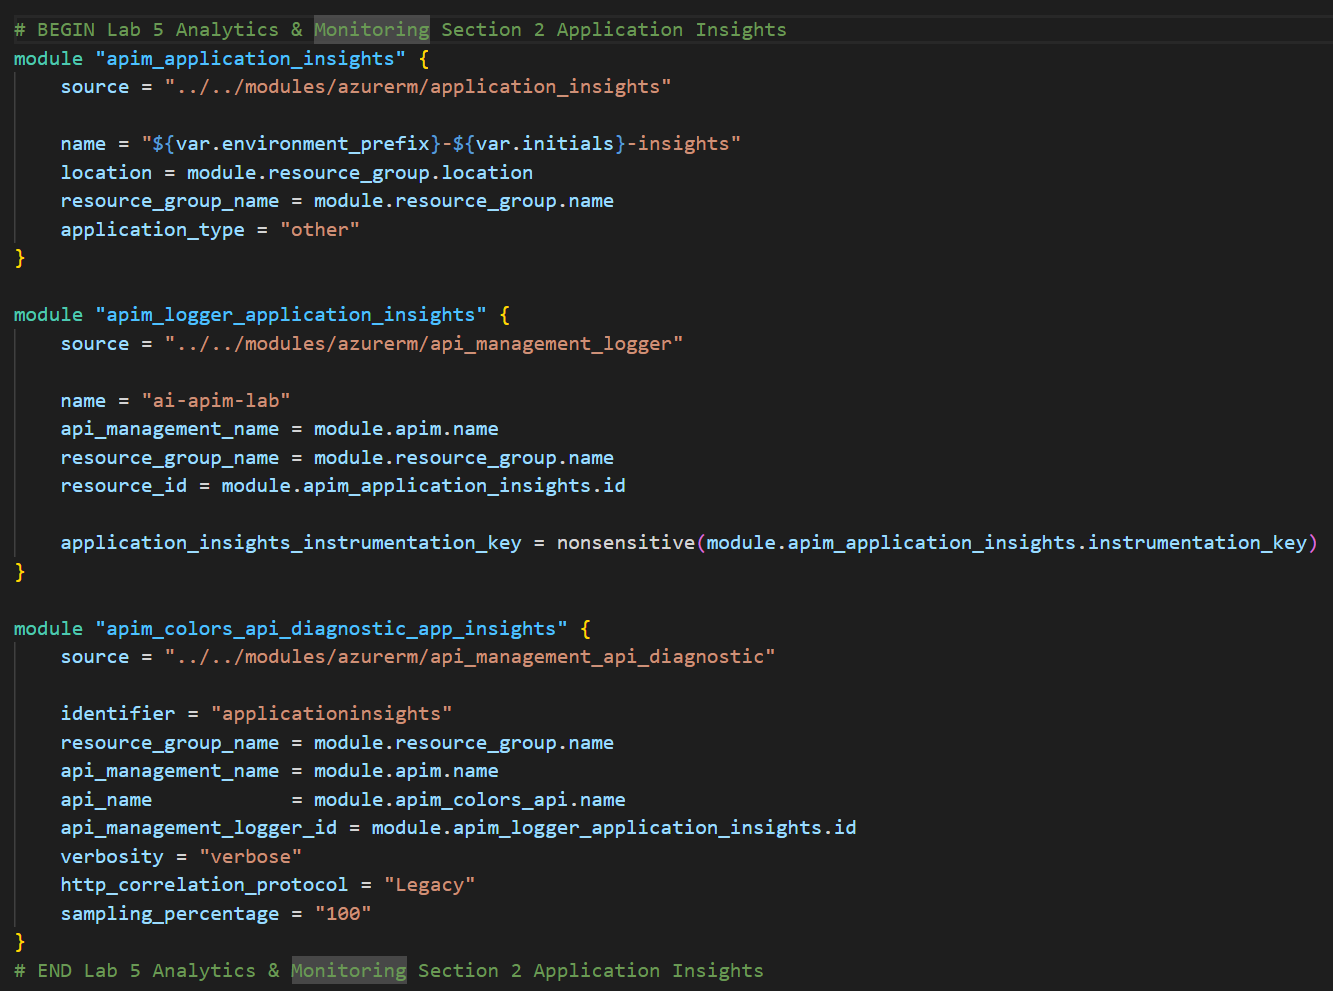 # BEGIN Lab 5 Analytics & Monitoring Section 2 Application Insights
module "apim_application_insights" {
    source = "../../modules/azurerm/application_insights"

    name = "${var.environment_prefix}-${var.initials}-insights"
    location = module.resource_group.location
    resource_group_name = module.resource_group.name
    application_type = "other"
}

module "apim_logger_application_insights" {
    source = "../../modules/azurerm/api_management_logger"

    name = "ai-apim-lab"
    api_management_name = module.apim.name
    resource_group_name = module.resource_group.name
    resource_id = module.apim_application_insights.id

    application_insights_instrumentation_key = nonsensitive(module.apim_application_insights.instrumentation_key)
}

module "apim_colors_api_diagnostic_app_insights" {
    source = "../../modules/azurerm/api_management_api_diagnostic"

    identifier = "applicationinsights"
    resource_group_name = module.resource_group.name
    api_management_name = module.apim.name
    api_name            = module.apim_colors_api.name
    api_management_logger_id = module.apim_logger_application_insights.id
    verbosity = "verbose"
    http_correlation_protocol = "Legacy"
    sampling_percentage = "100"
}
# END Lab 5 Analytics & Monitoring Section 2 Application Insights